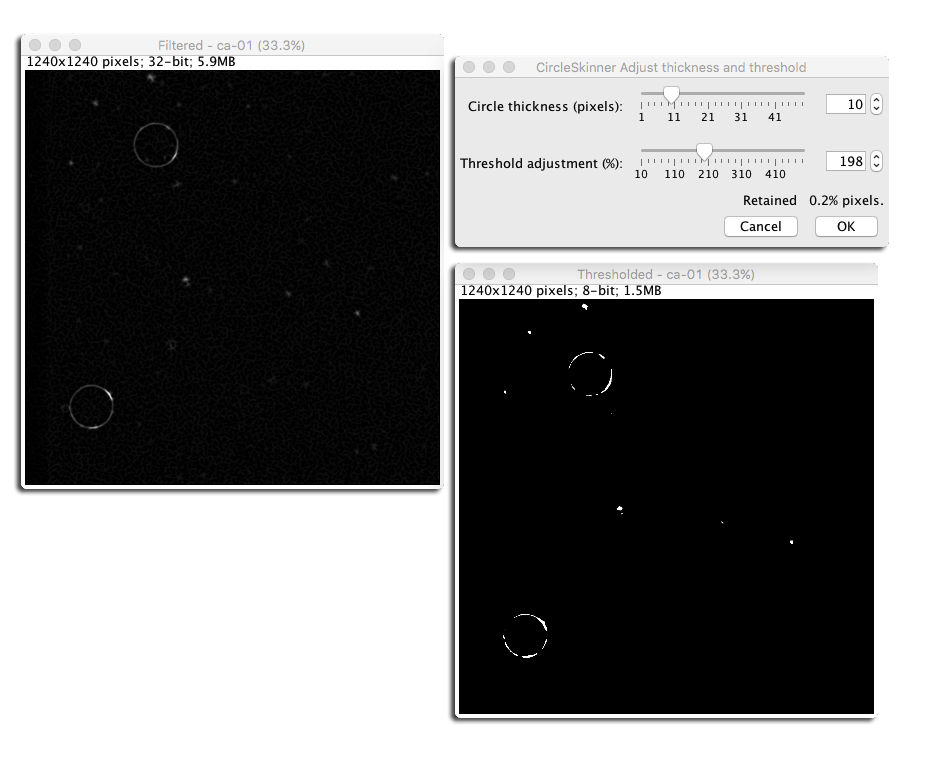 Filtered - ca-01 (33.3%)
1240x1240 pixels; 32-bit; 5.9MB
CircleSkinner Adjust thickness and threshold
Circle thickness (pixels):
10
1 11 21 31 41
Threshold adjustment (%):
198
10 110 210 310 410
Retained 0.2% pixels.
Cancel OK
Thresholded - ca-01 (33.3%)
1240x1240 pixels; 8-bit; 1.5MB